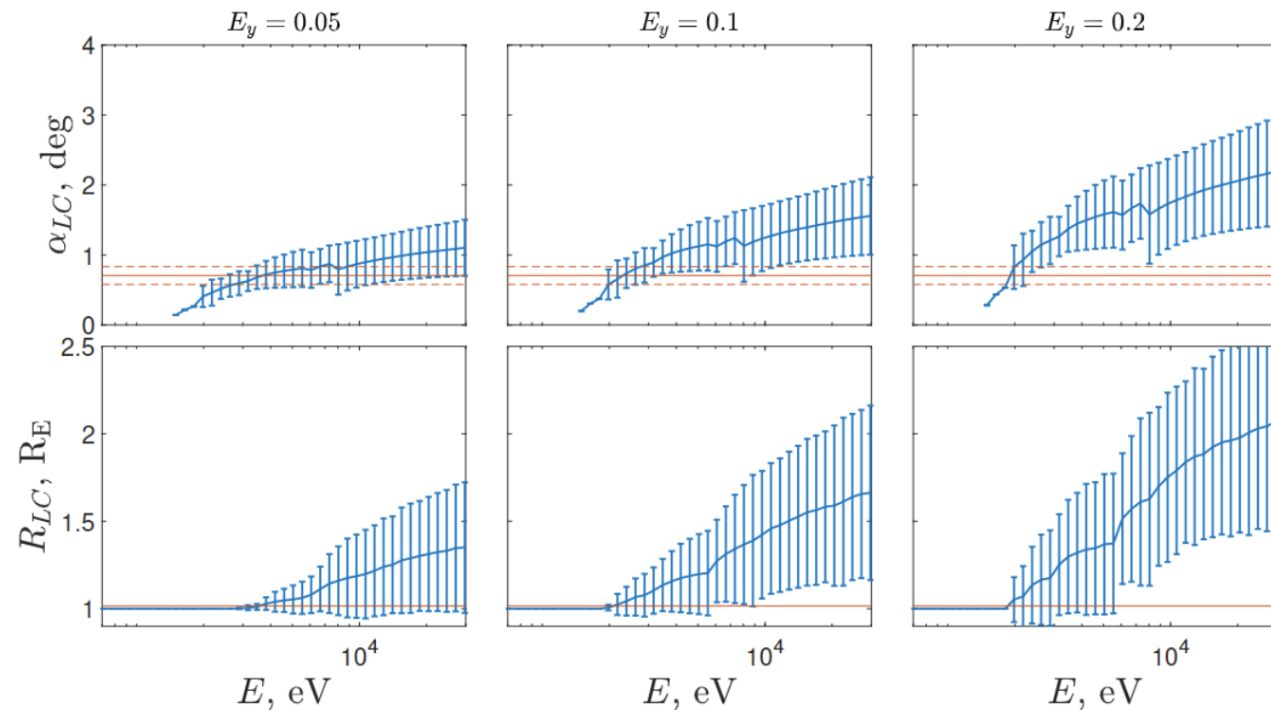 E_y = 0.05 E_y = 0.1 E_y = 0.2
α_LC, deg
4
3
2
1
0
R_LC, R_E
2.5
2
1.5
1
10^4 10^4 10^4
E, eV E, eV E, eV